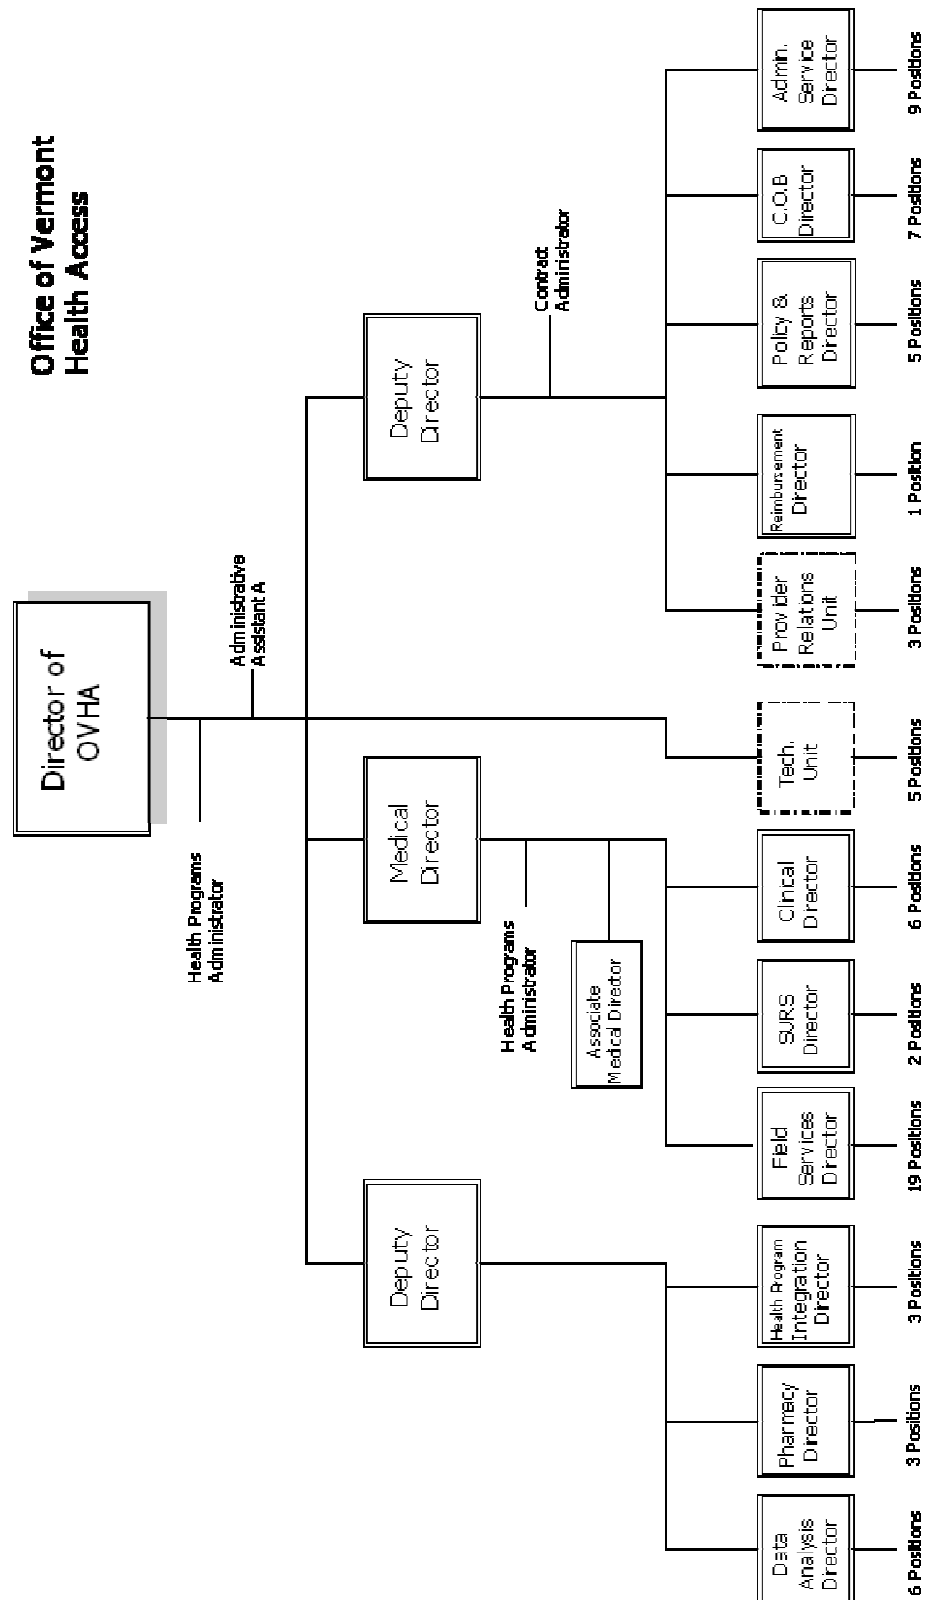 Office of Vermont
Health Access
Director of
OVHA
Health Programs
Administrator
Administrative
Assistant A
Deputy
Director
Medical
Director
Deputy
Director
Health Programs
Administrator
Contract
Administrator
Associate
Medical Director
Data
Analysis
Director
Pharmacy
Director
Health Program
Integration
Director
Field
Services
Director
SURS
Director
Clinical
Director
Tech.
Unit
Provider
Relations
Unit
Reimbursement
Director
Policy &
Reports
Director
C.O.B
Director
Admin.
Service
Director
6 Positions
3 Positions
3 Positions
19 Positions
2 Positions
6 Positions
5 Positions
3 Positions
1 Position
5 Positions
7 Positions
9 Positions